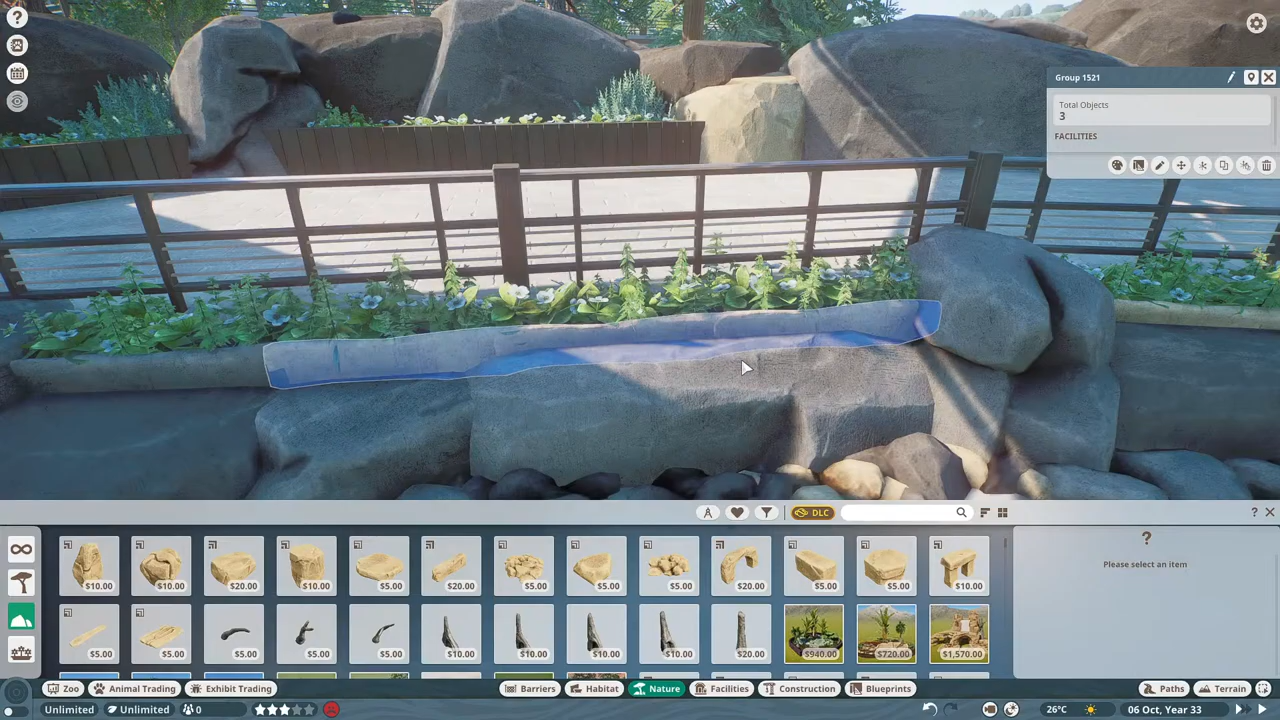 Group 1521
Total Objects
3
FACILITIES
DLC
Please select an item
$10.00 $10.00 $20.00 $10.00 $5.00 $20.00 $5.00 $5.00 $5.00 $20.00 $5.00 $5.00 $10.00
$5.00 $5.00 $5.00 $5.00 $5.00 $10.00 $10.00 $10.00 $10.00 $20.00 $940.00 $720.00 $1,570.00
Zoo Animal Trading Exhibit Trading Barriers Habitat Nature Facilities Construction Blueprints Paths Terrain
Unlimited Unlimited 0 26°C 06 Oct, Year 33